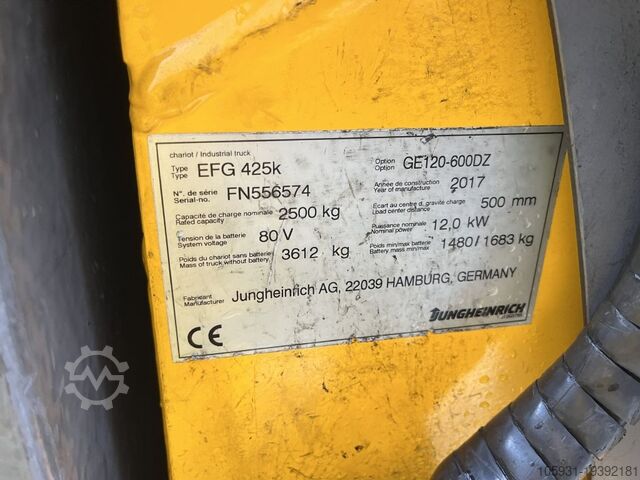 chariot / Industrial truck
Type
Type EFG 425k
Option
Option GE120-600DZ
N°. de série
Serial-no. FN556574
Année de construction
Year of manufacture 2017
Capacité de charge nominale
Rated capacity 2500 kg
Ecart au centre d. gravité charge
Load center distance 500 mm
Tension de la batterie
System voltage 80 V
Puissance nominale
Nominal power 12,0 kW
Poids du chariot sans batterie
Mass of truck without battery 3612 kg
Poids min/max batterie
Battery mass min/max 1480 / 1683 kg
Fabricant
Manufacturer Jungheinrich AG, 22039 HAMBURG, GERMANY
CE
JUNGHEINRICH
105931-19392181